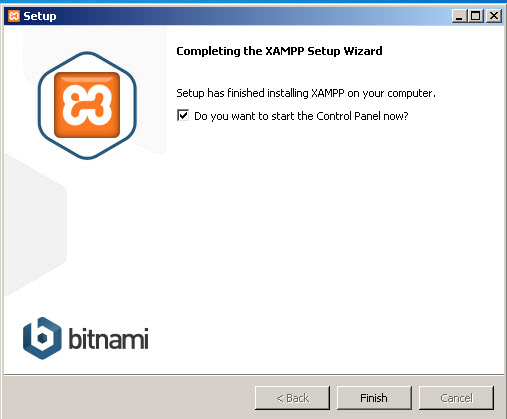 Setup
Completing the XAMPP Setup Wizard
Setup has finished installing XAMPP on your computer.
Do you want to start the Control Panel now?
bitnami
< Back
Finish
Cancel